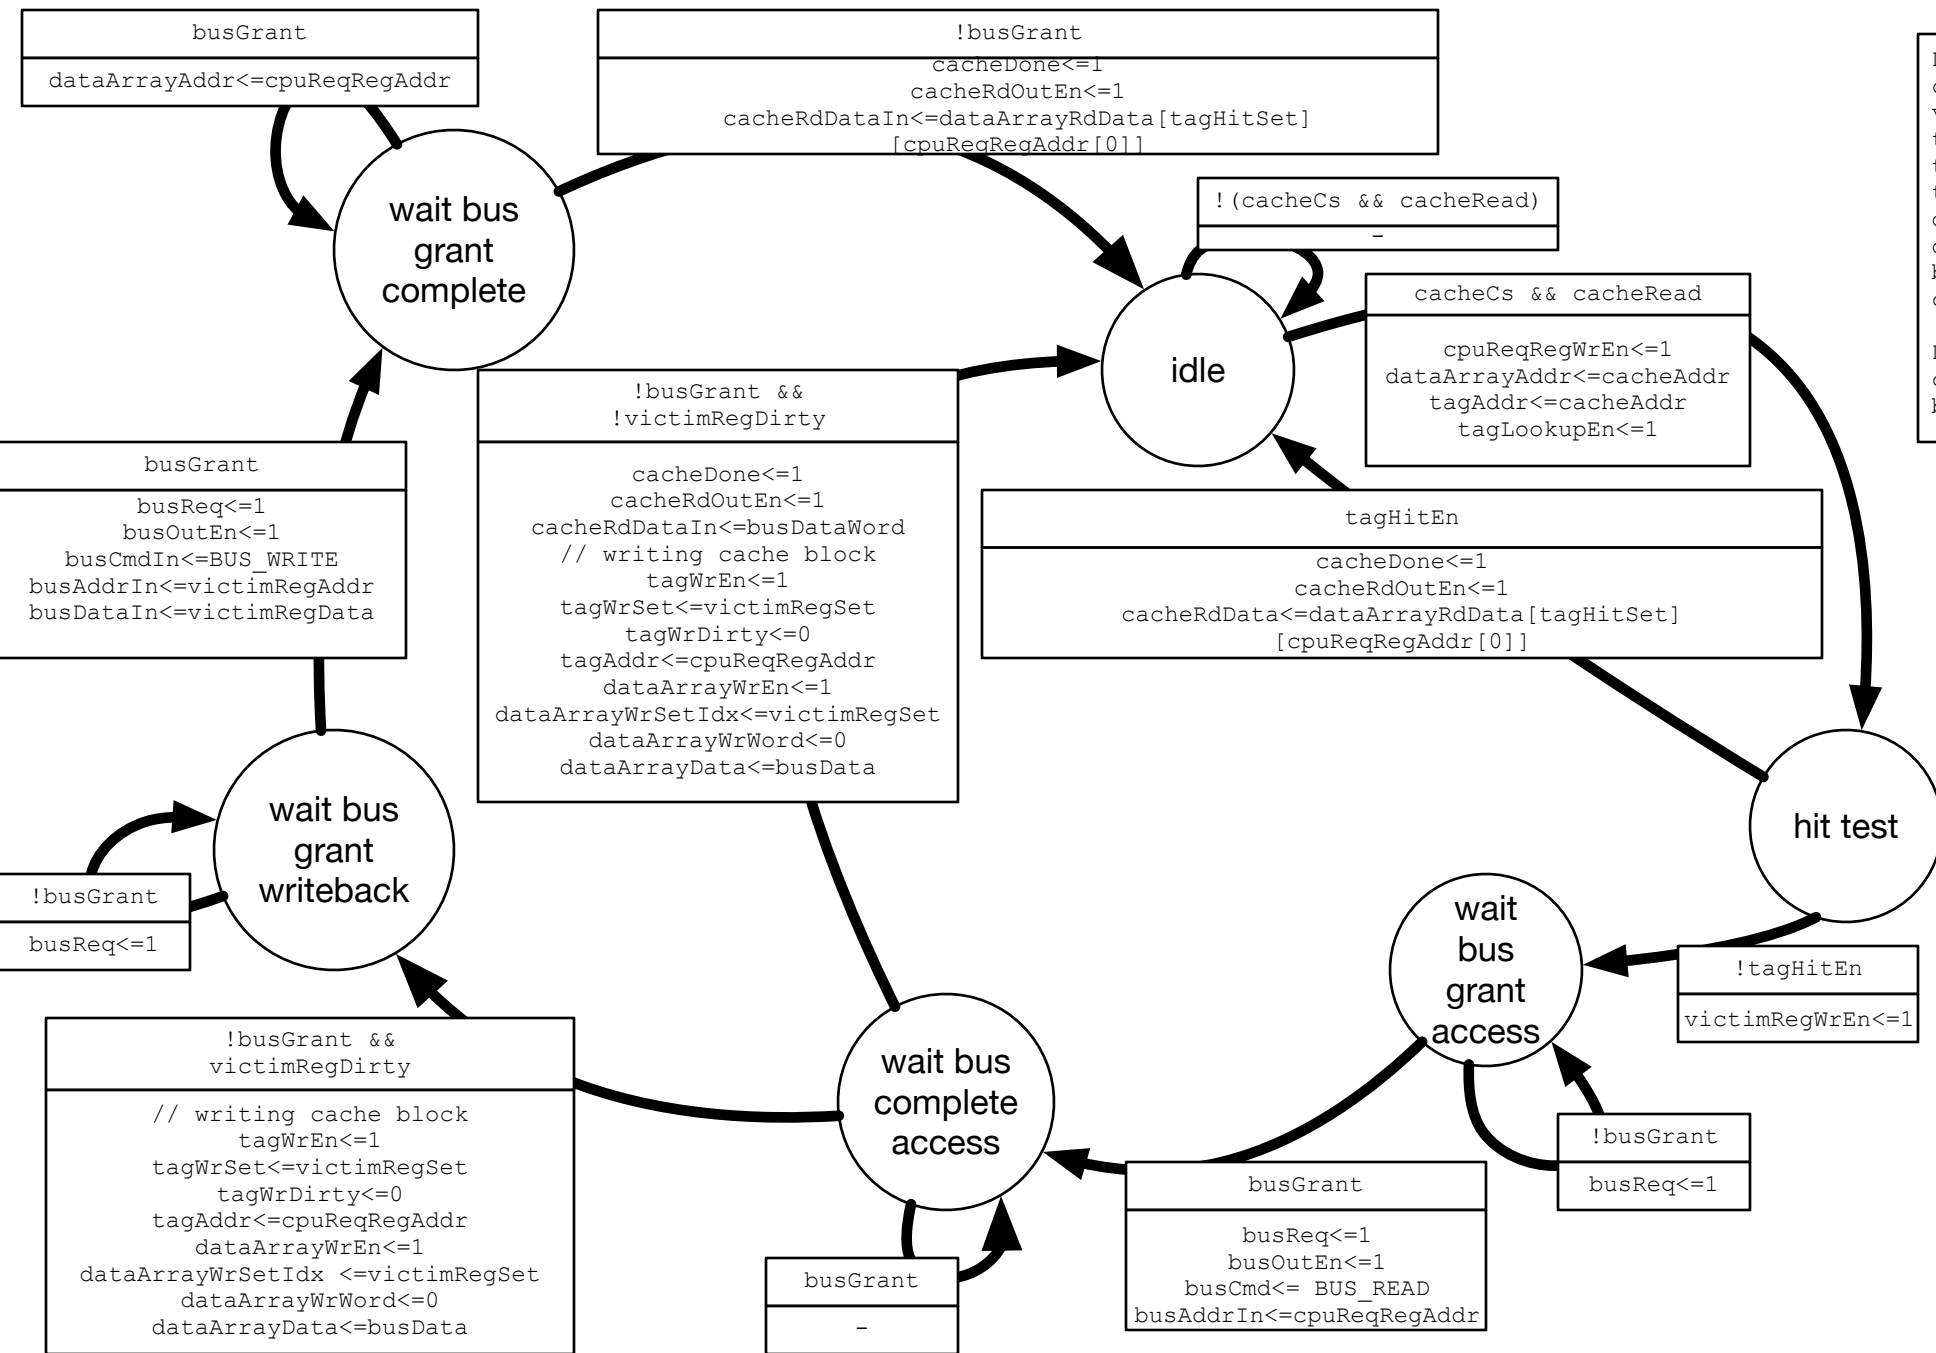 busGrant
dataArrayAddr<=cpuReqRegAddr
!busGrant
cacheDone<=1
cacheRdOutEn<=1
cacheRdDataIn<=dataArrayRdData[tagHitSet]
[cpuReqRegAddr[0]]
wait bus
grant
complete
!(cacheCs && cacheRead)
-
cacheCs && cacheRead
cpuReqRegWrEn<=1
dataArrayAddr<=cacheAddr
tagAddr<=cacheAddr
tagLookupEn<=1
idle
!busGrant &&
!victimRegDirty
cacheDone<=1
cacheRdOutEn<=1
cacheRdDataIn<=busDataWord
// writing cache block
tagWrEn<=1
tagWrSet<=victimRegSet
tagWrDirty<=0
tagAddr<=cpuReqRegAddr
dataArrayWrEn<=1
dataArrayWrSetIdx<=victimRegSet
dataArrayWrWord<=0
dataArrayData<=busData
busGrant
busReq<=1
busOutEn<=1
busCmdIn<=BUS_WRITE
busAddrIn<=victimRegAddr
busDataIn<=victimRegData
tagHitEn
cacheDone<=1
cacheRdOutEn<=1
cacheRdData<=dataArrayRdData[tagHitSet]
[cpuReqRegAddr[0]]
hit test
wait bus
grant
writeback
!busGrant
busReq<=1
wait
bus
grant
access
!tagHitEn
victimRegWrEn<=1
!busGrant &&
victimRegDirty
// writing cache block
tagWrEn<=1
tagWrSet<=victimRegSet
tagWrDirty<=0
tagAddr<=cpuReqRegAddr
dataArrayWrEn<=1
dataArrayWrSetIdx <=victimRegSet
dataArrayWrWord<=0
dataArrayData<=busData
wait bus
complete
access
!busGrant
busReq<=1
busGrant
busReq<=1
busOutEn<=1
busCmd<= BUS_READ
busAddrIn<=cpuReqRegAddr
busGrant
-